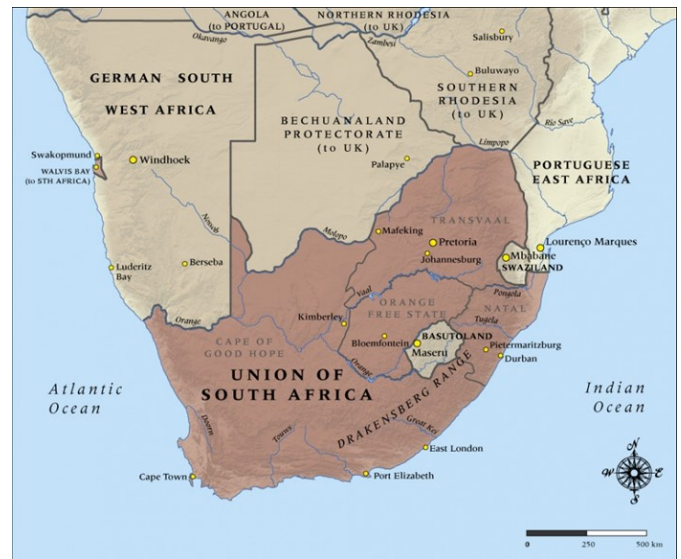 ANGOLA
(to PORTUGAL)
NORTHERN RHODESIA
(to UK)
Okavango
Zambesi
Salisbury
GERMAN SOUTH
WEST AFRICA
Buluwayo
SOUTHERN
RHODESIA
(to UK)
BECHUANALAND
PROTECTORATE
(to UK)
Rio Save
Limpopo
Swakopmund
Windhoek
Palapye
PORTUGUESE
EAST AFRICA
WALVIS BAY
(to STH AFRICA)
Nossob
TRANSVAAL
Molopo
Mafeking
Pretoria
Lourenço Marques
Johannesburg
Mbabane
SWAZILAND
Luderitz
Bay
Berseba
Vaal
Pongola
ORANGE
FREE STATE
NATAL
Orange
Kimberley
Tugela
CAPE OF
GOOD HOPE
Bloemfontein
BASUTOLAND
Maseru
Pietermaritzburg
Durban
Orange
UNION OF
SOUTH AFRICA
Atlantic
Ocean
Indian
Ocean
DRAKENSBERG RANGE
Doorn
Touws
Great Kei
East London
Cape Town
Port Elizabeth
N
W
E
S
0
250
500 km